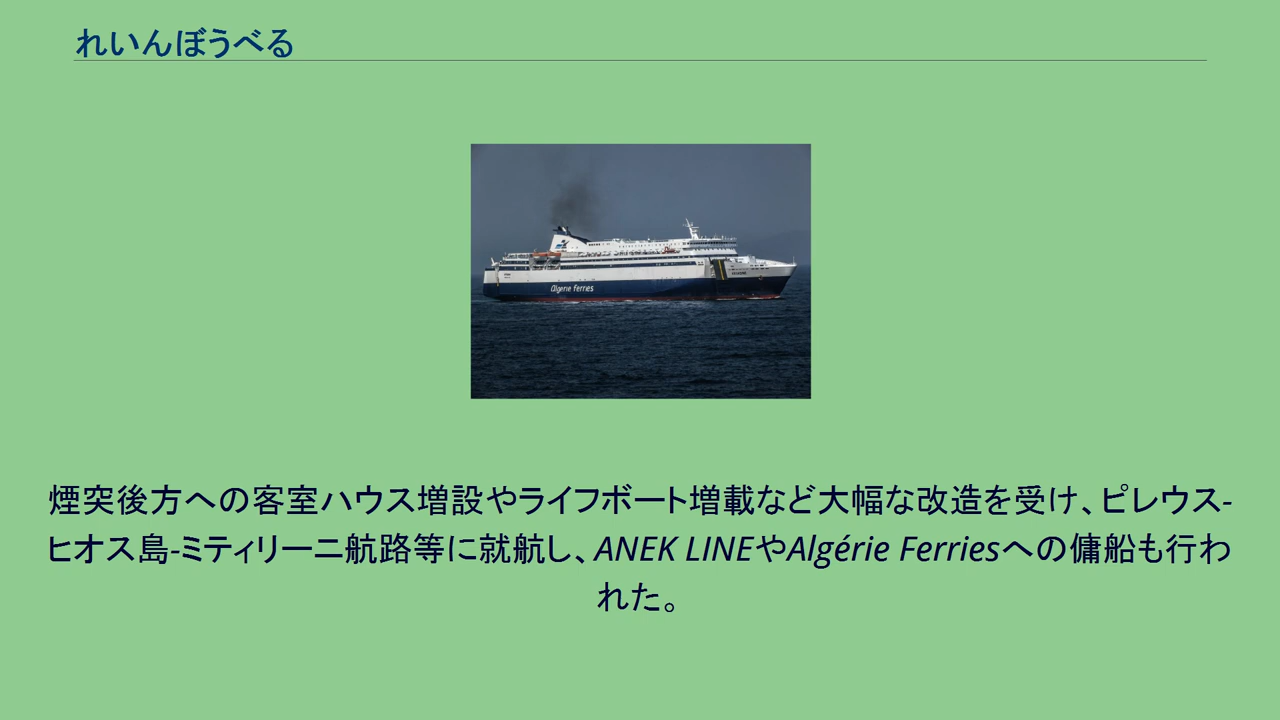 れいんぼうべる
Algerie ferries
煙突後方への客室ハウス増設やライフボート増載など大幅な改造を受け、ピレウス-
ヒオス島-ミティリーニ航路等に就航し、ANEK LINEやAlgérie Ferriesへの傭船も行わ
れた。